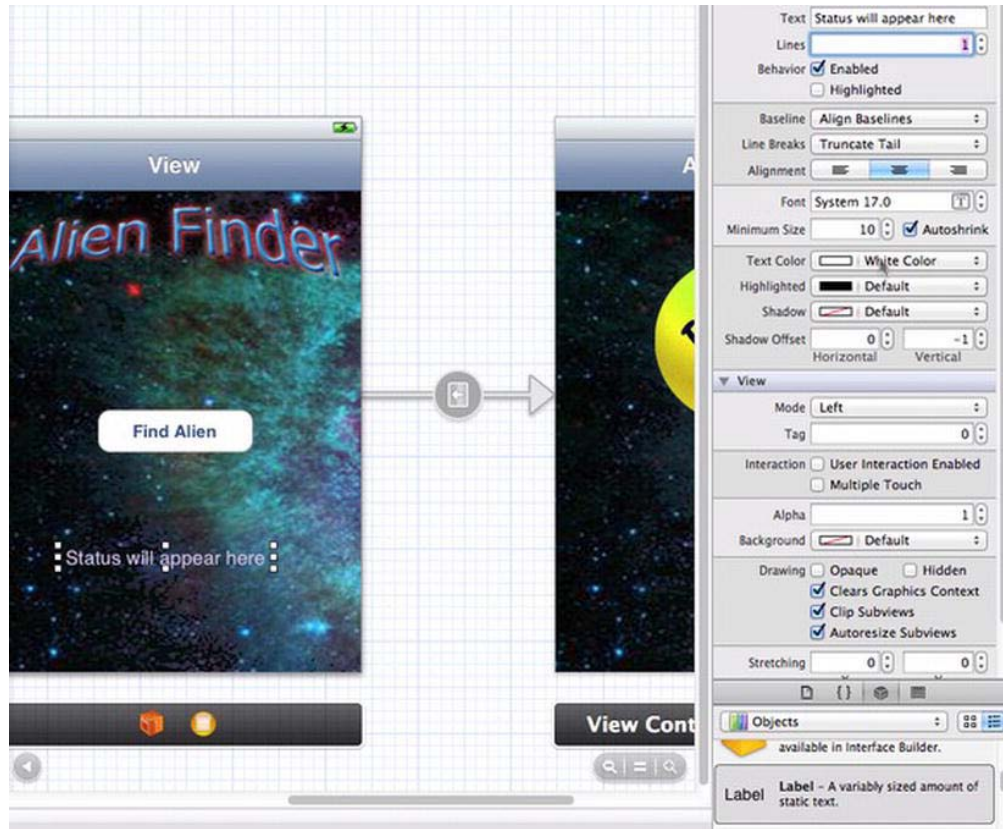 View
Alien Finder
Find Alien
Status will appear here
A
View Cont
Text Status will appear here
Lines 1
Behavior Enabled
Highlighted
Baseline Align Baselines
Line Breaks Truncate Tail
Alignment
Font System 17.0 T
Minimum Size 10 Autoshrink
Text Color White Color
Highlighted Default
Shadow Default
Shadow Offset 0 -1
Horizontal Vertical
View
Mode Left
Tag 0
Interaction User Interaction Enabled
Multiple Touch
Alpha 1
Background Default
Drawing Opaque Hidden
Clears Graphics Context
Clip Subviews
Autoresize Subviews
Stretching 0 0
{}
Objects
available in Interface Builder.
Label Label – A variably sized amount of
static text.